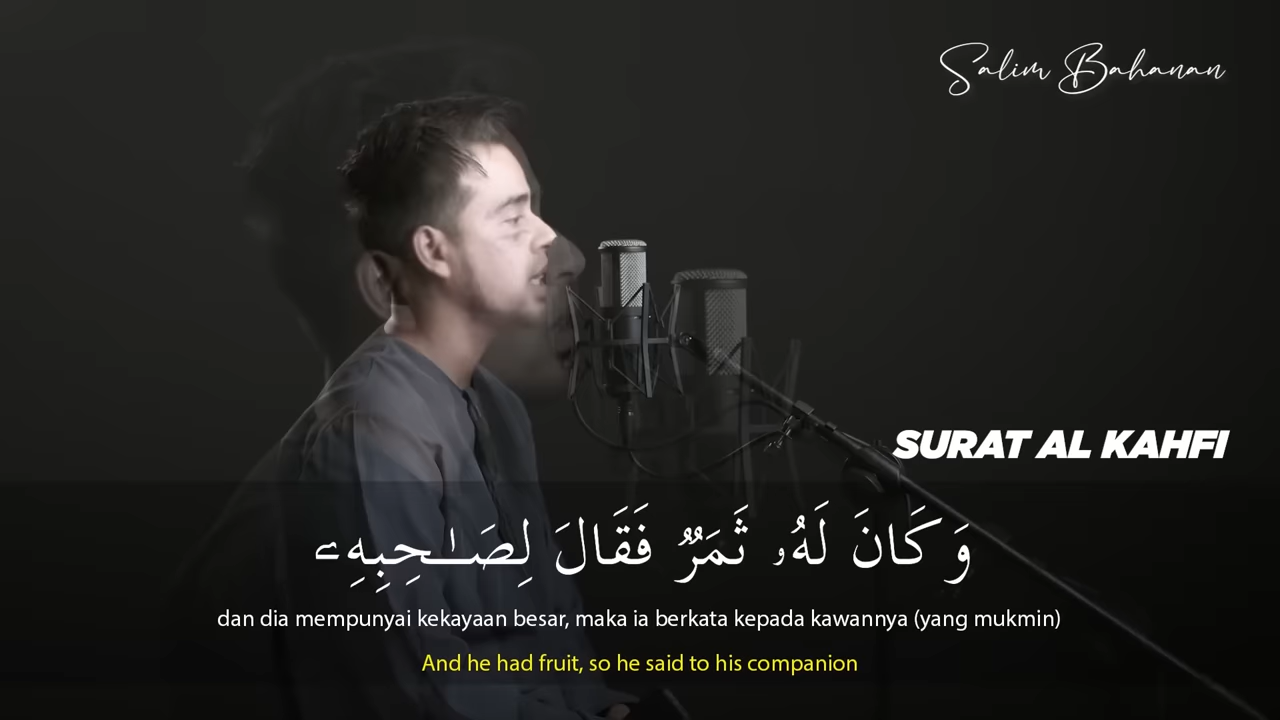 Salim Bahanan
SURAT AL KAHFI
وَكَانَ لَهُۥ ثَمَرٌ فَقَالَ لِصَـٰحِبِهِۦ
dan dia mempunyai kekayaan besar, maka ia berkata kepada kawannya (yang mukmin)
And he had fruit, so he said to his companion